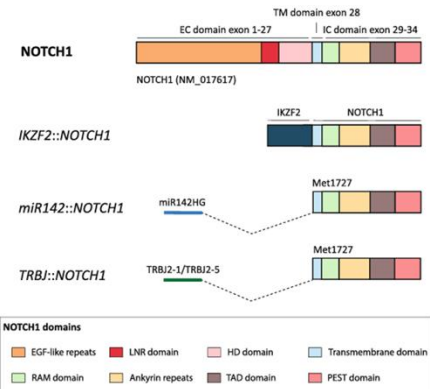 TM domain exon 28
EC domain exon 1-27
IC domain exon 29-34
NOTCH1
NOTCH1 (NM_017617)
IKZF2
NOTCH1
IKZF2::NOTCH1
Met1727
miR142HG
miR142::NOTCH1
Met1727
TRBJ2-1/TRBJ2-5
TRBJ::NOTCH1
NOTCH1 domains
EGF-like repeats
LNR domain
HD domain
Transmembrane domain
RAM domain
Ankyrin repeats
TAD domain
PEST domain